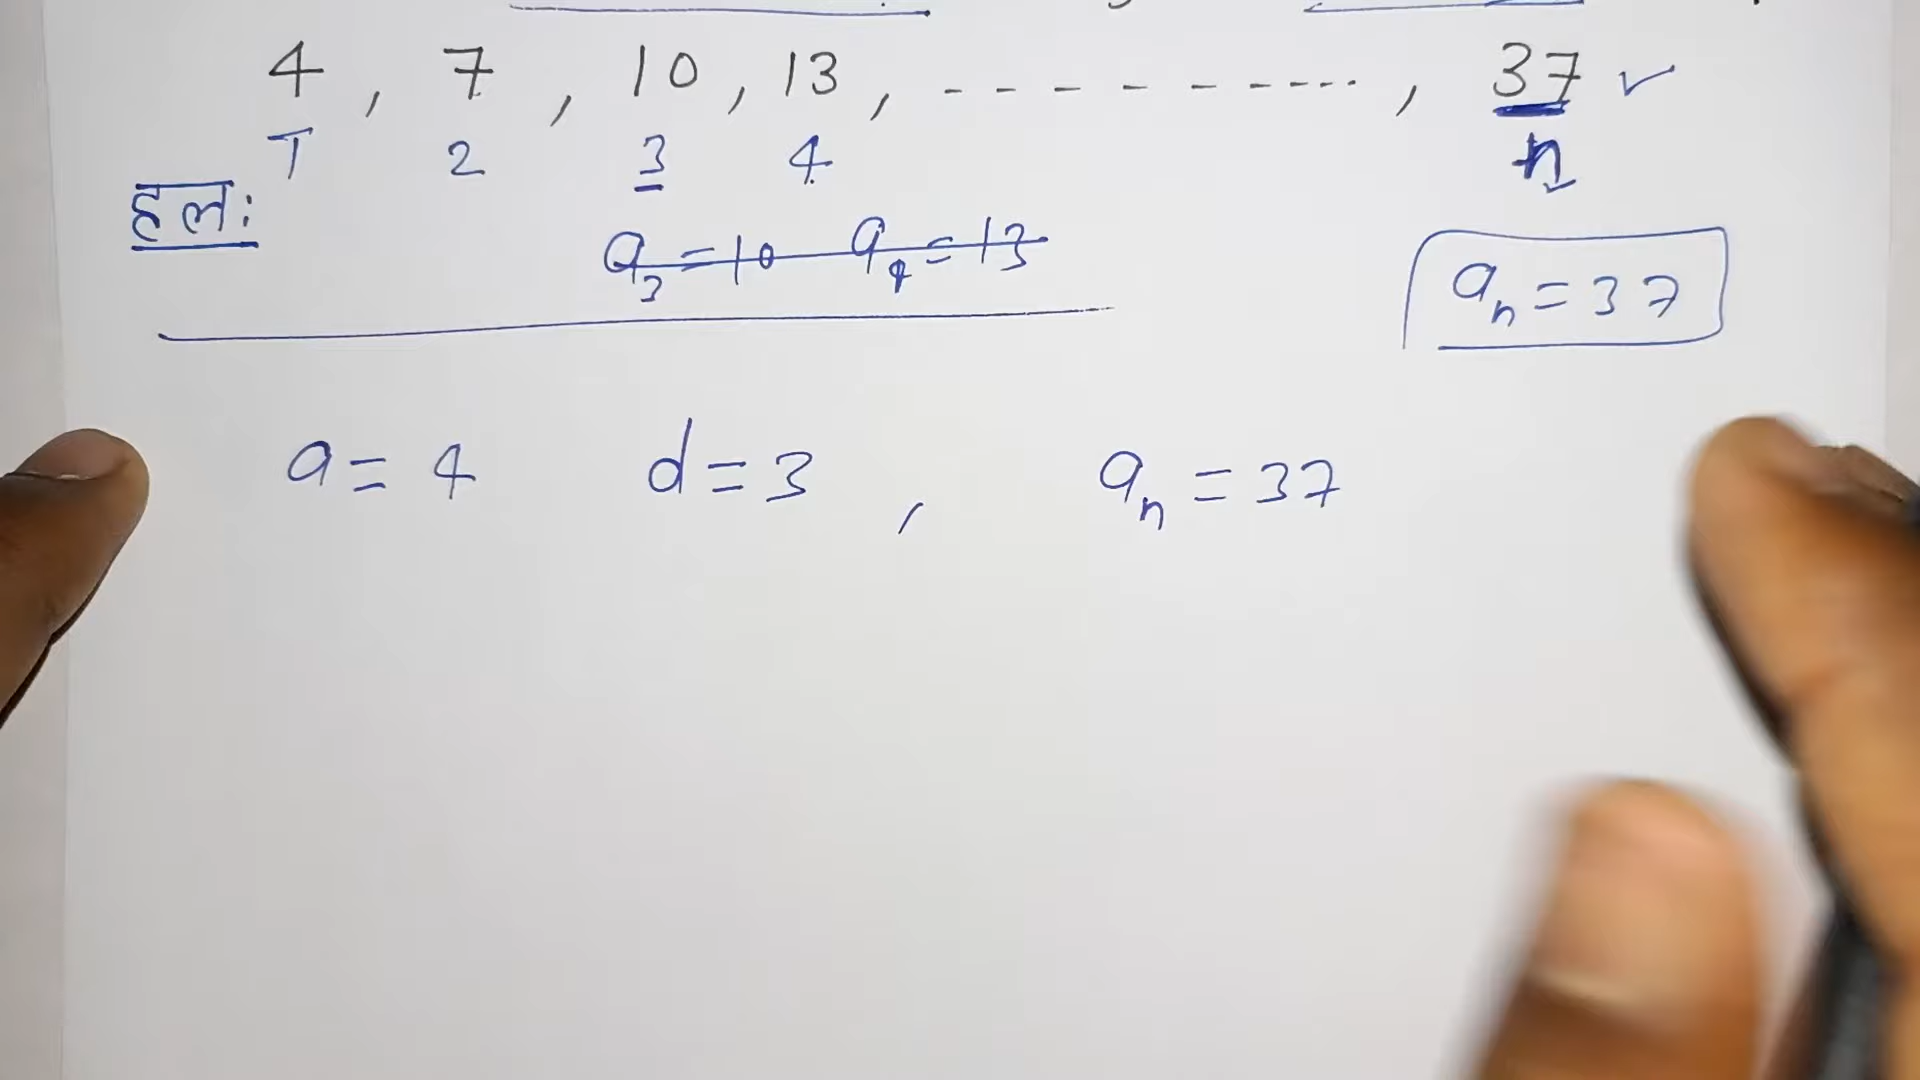 4 , 7 , 10 , 13 , - - - - - - - - - - , 37 ✓
1 2 3 4 n
हल:
a₃ = 10 a₄ = 13
aₙ = 37
a = 4 d = 3 , aₙ = 37